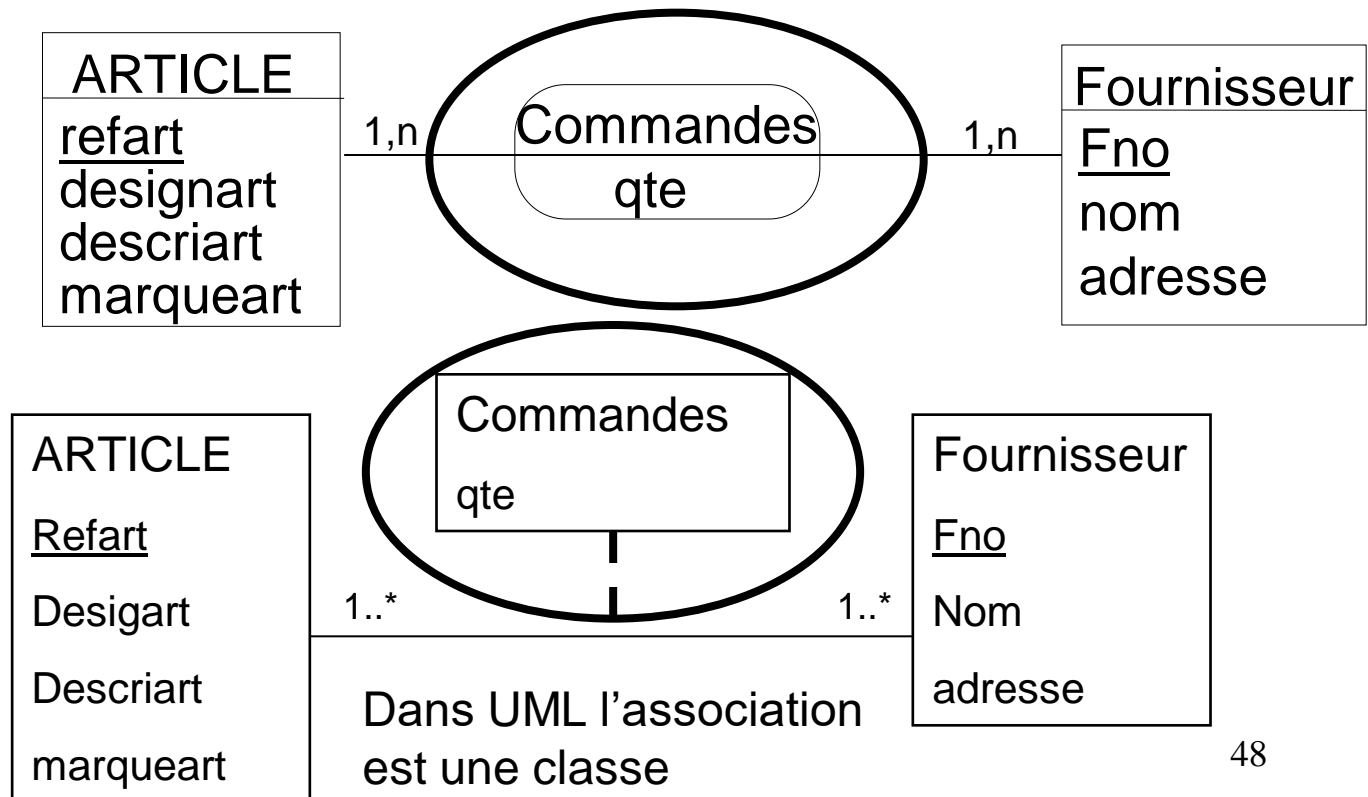 ARTICLE
refart
designart
descriart
marqueart
1,n
Commandes
qte
1,n
Fournisseur
Fno
nom
adresse
ARTICLE
Refart
Desigart
Descriart
marqueart
Commandes
qte
1..*
1..*
Fournisseur
Fno
Nom
adresse
Dans UML l’association
est une classe
48